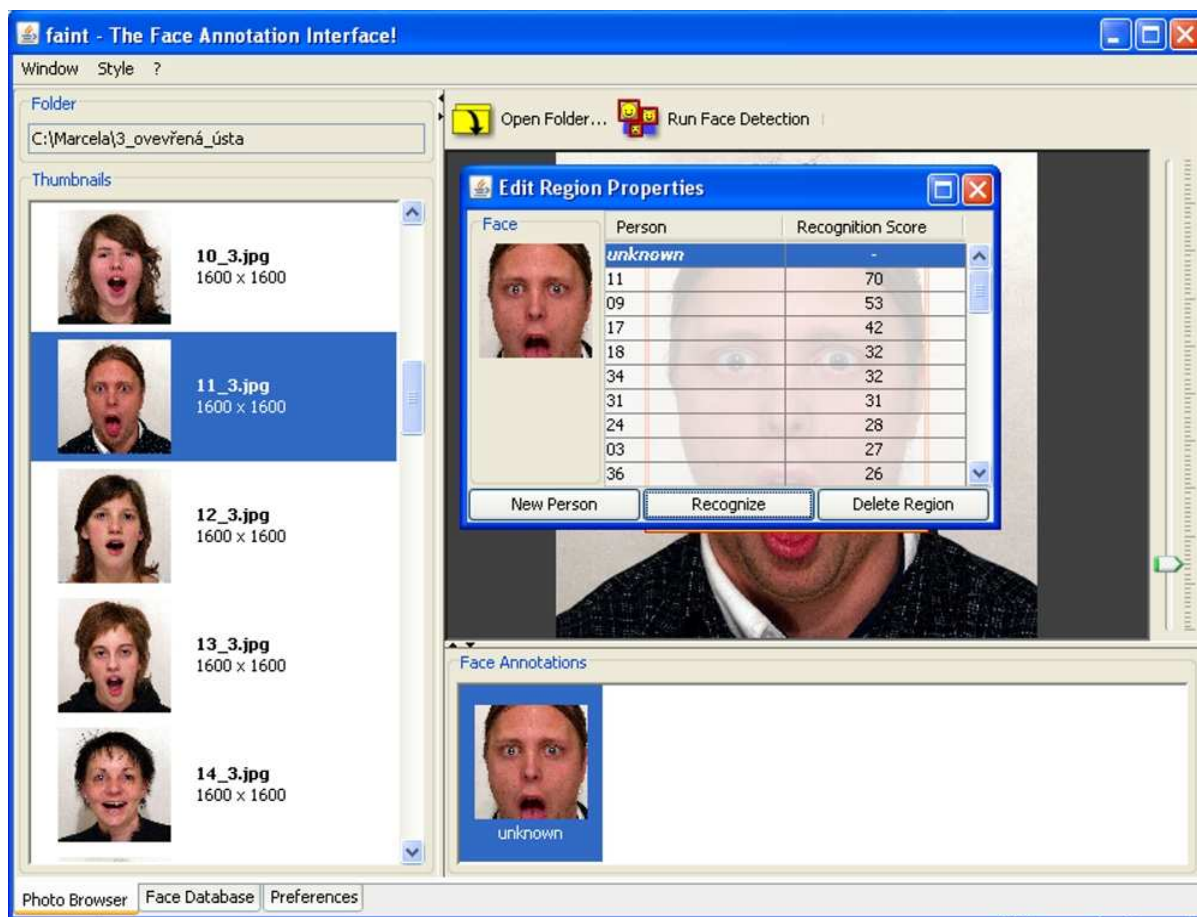 faint - The Face Annotation Interface!
Window Style ?
Folder
C:\Marcela\3_ovevřená_ústa
Thumbnails
10_3.jpg
1600 x 1600
11_3.jpg
1600 x 1600
12_3.jpg
1600 x 1600
13_3.jpg
1600 x 1600
14_3.jpg
1600 x 1600
Open Folder... Run Face Detection
Edit Region Properties
Face
Person Recognition Score
unknown -
11 70
09 53
17 42
18 32
34 32
31 31
24 28
03 27
36 26
New Person Recognize Delete Region
Face Annotations
unknown
Photo Browser Face Database Preferences